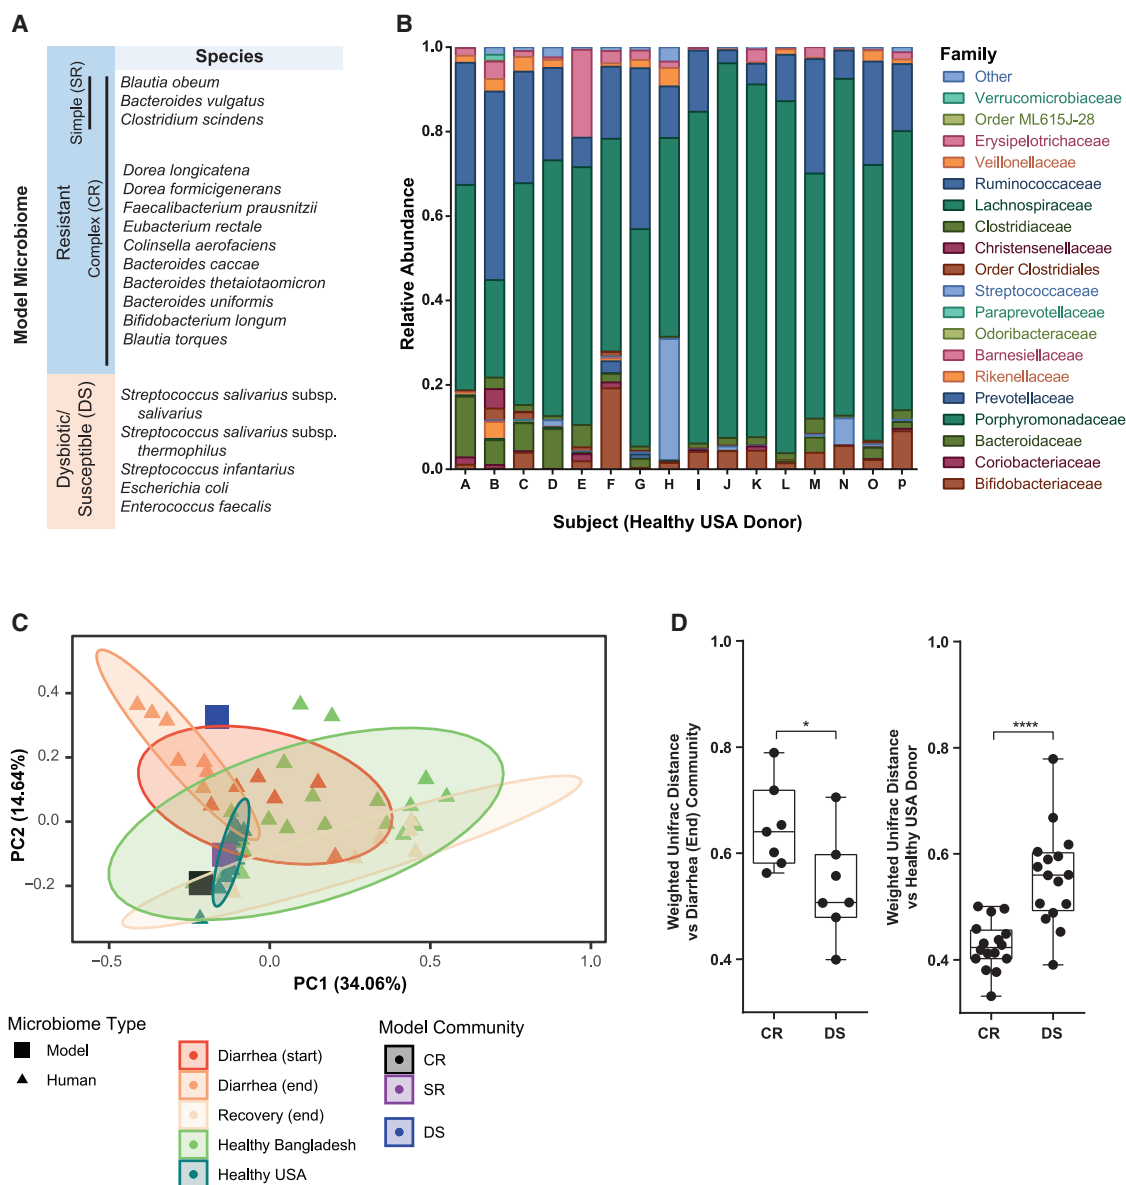 A
Species
Model Microbiome
Resistant
Simple (SR)
Complex (CR)
Blautia obeum
Bacteroides vulgatus
Clostridium scindens
Dorea longicatena
Dorea formicigenerans
Faecalibacterium prausnitzii
Eubacterium rectale
Colinsella aerofaciens
Bacteroides caccae
Bacteroides thetaiotaomicron
Bacteroides uniformis
Bifidobacterium longum
Blautia torques
Dysbiotic/
Susceptible (DS)
Streptococcus salivarius subsp.
salivarius
Streptococcus salivarius subsp.
thermophilus
Streptococcus infantarius
Escherichia coli
Enterococcus faecalis
B
Relative Abundance
1.0
0.8
0.6
0.4
0.2
0.0
A B C D E F G H I J K L M N O P
Subject (Healthy USA Donor)
Family
Other
Verrucomicrobiaceae
Order ML615J-28
Erysipelotrichaceae
Veillonellaceae
Ruminococcaceae
Lachnospiraceae
Clostridiaceae
Christensenellaceae
Order Clostridiales
Streptococcaceae
Paraprevotellaceae
Odoribacteraceae
Barnesiellaceae
Rikenellaceae
Prevotellaceae
Porphyromonadaceae
Bacteroidaceae
Coriobacteriaceae
Bifidobacteriaceae
C
PC2 (14.64%)
0.4
0.2
0.0
−0.2
−0.5 0.0 0.5 1.0
PC1 (34.06%)
Microbiome Type
Model
Human
Diarrhea (start)
Diarrhea (end)
Recovery (end)
Healthy Bangladesh
Healthy USA
Model Community
CR
SR
DS
D
Weighted Unifrac Distance
vs Diarrhea (End) Community
1.0
0.8
0.6
0.4
*
CR DS
Weighted Unifrac Distance
vs Healthy USA Donor
1.0
0.8
0.6
0.4
****
CR DS